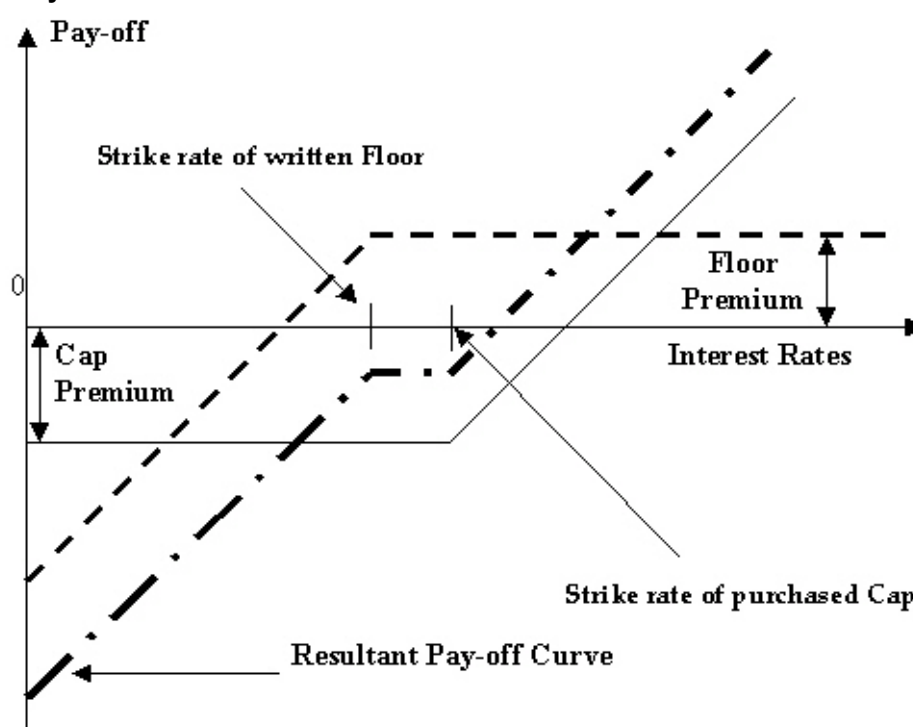 Pay-off
Strike rate of written Floor
0
Floor
Premium
Cap
Premium
Interest Rates
Strike rate of purchased Cap
Resultant Pay-off Curve